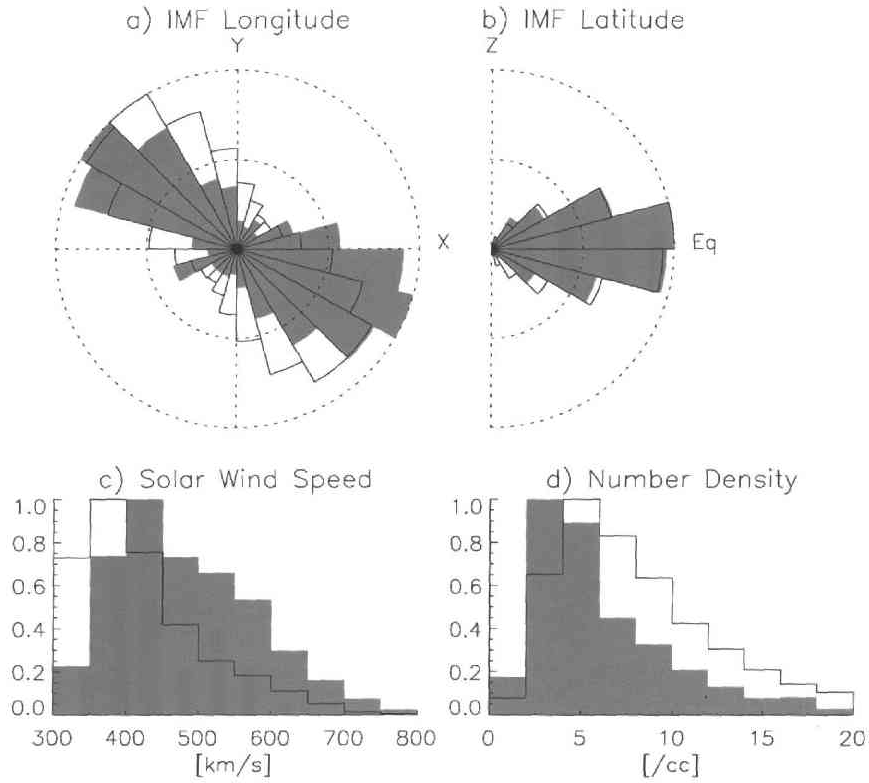 a) IMF Longitude
b) IMF Latitude
Y
Z
X
Eq
c) Solar Wind Speed
d) Number Density
1.0
0.8
0.6
0.4
0.2
0.0
300 400 500 600 700 800
[km/s]
1.0
0.8
0.6
0.4
0.2
0.0
0 5 10 15 20
[/cc]